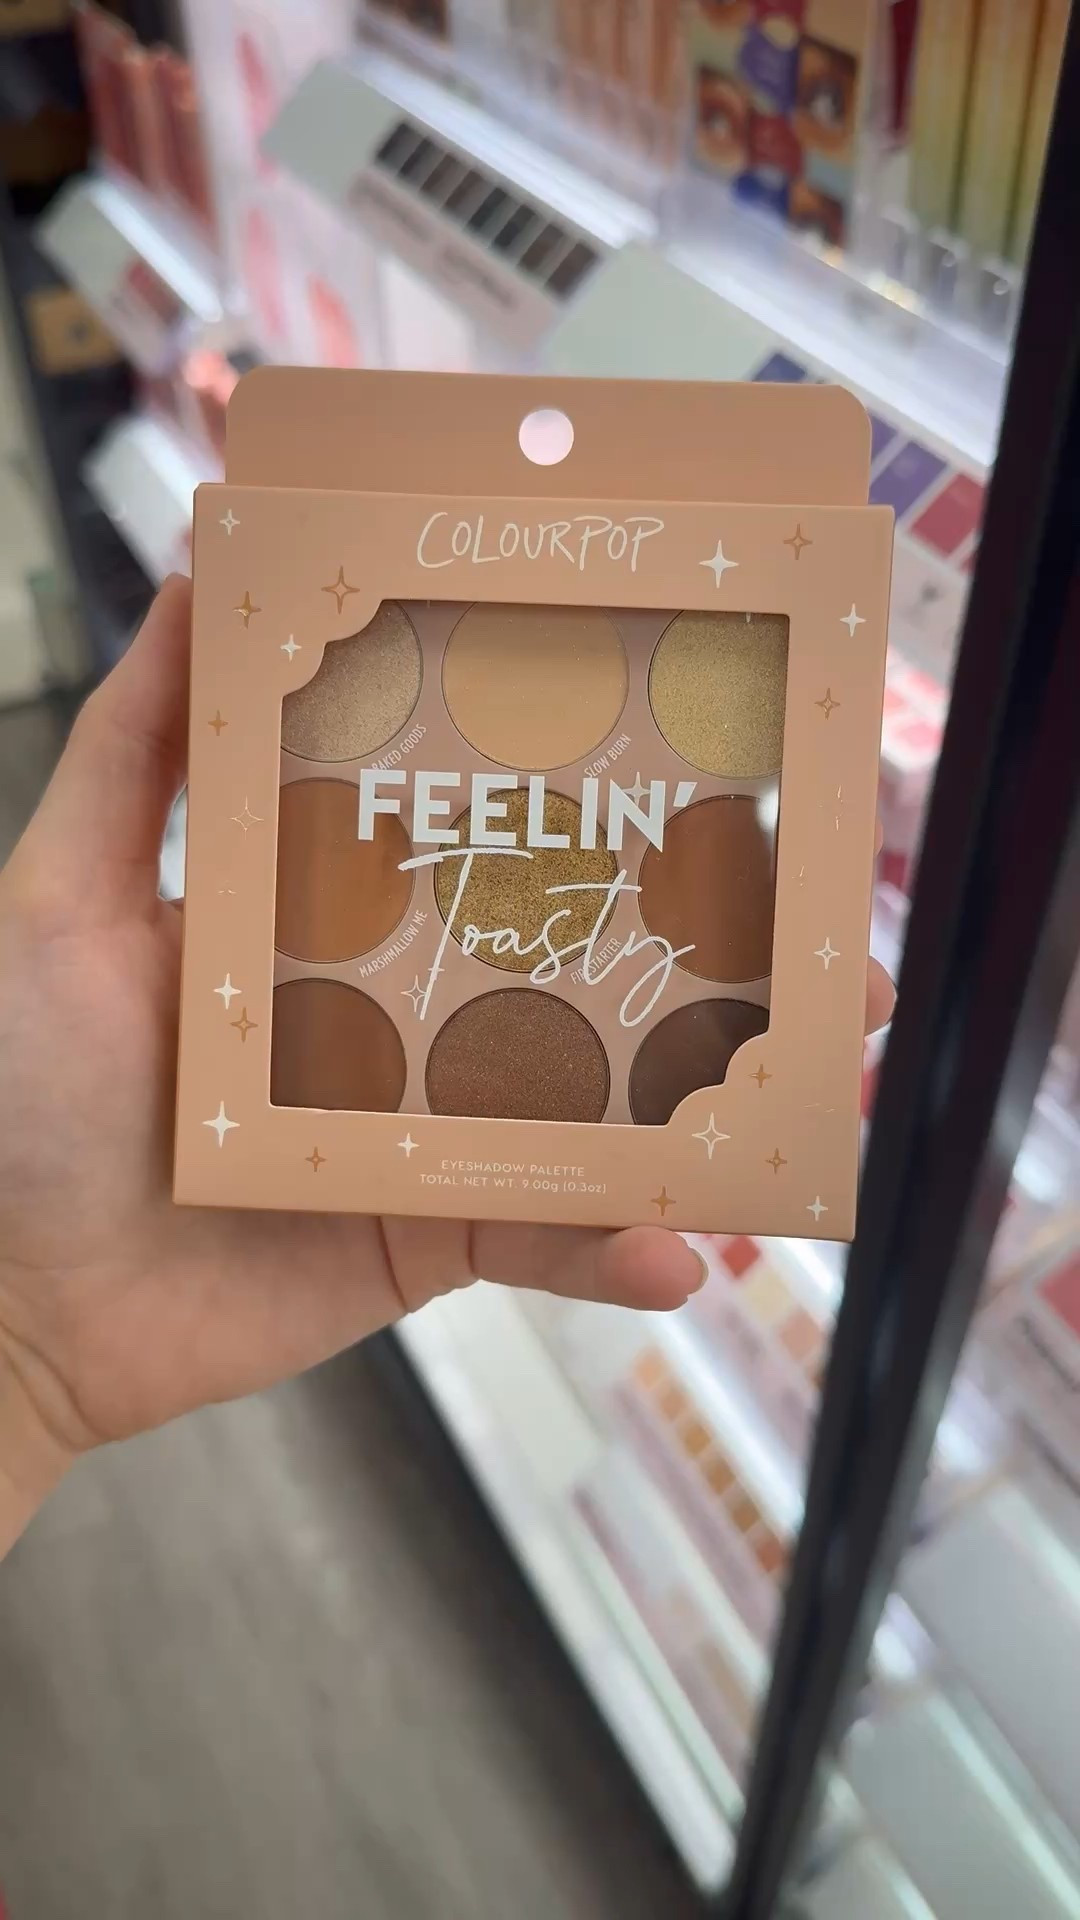 COLOURPOP
BAKED GOODS
SLOW BURN
FEELIN'
Toasty
MARSHMALLOW ME
FIRESTARTER
EYESHADOW PALETTE
TOTAL NET WT. 9.00g (0.3oz)